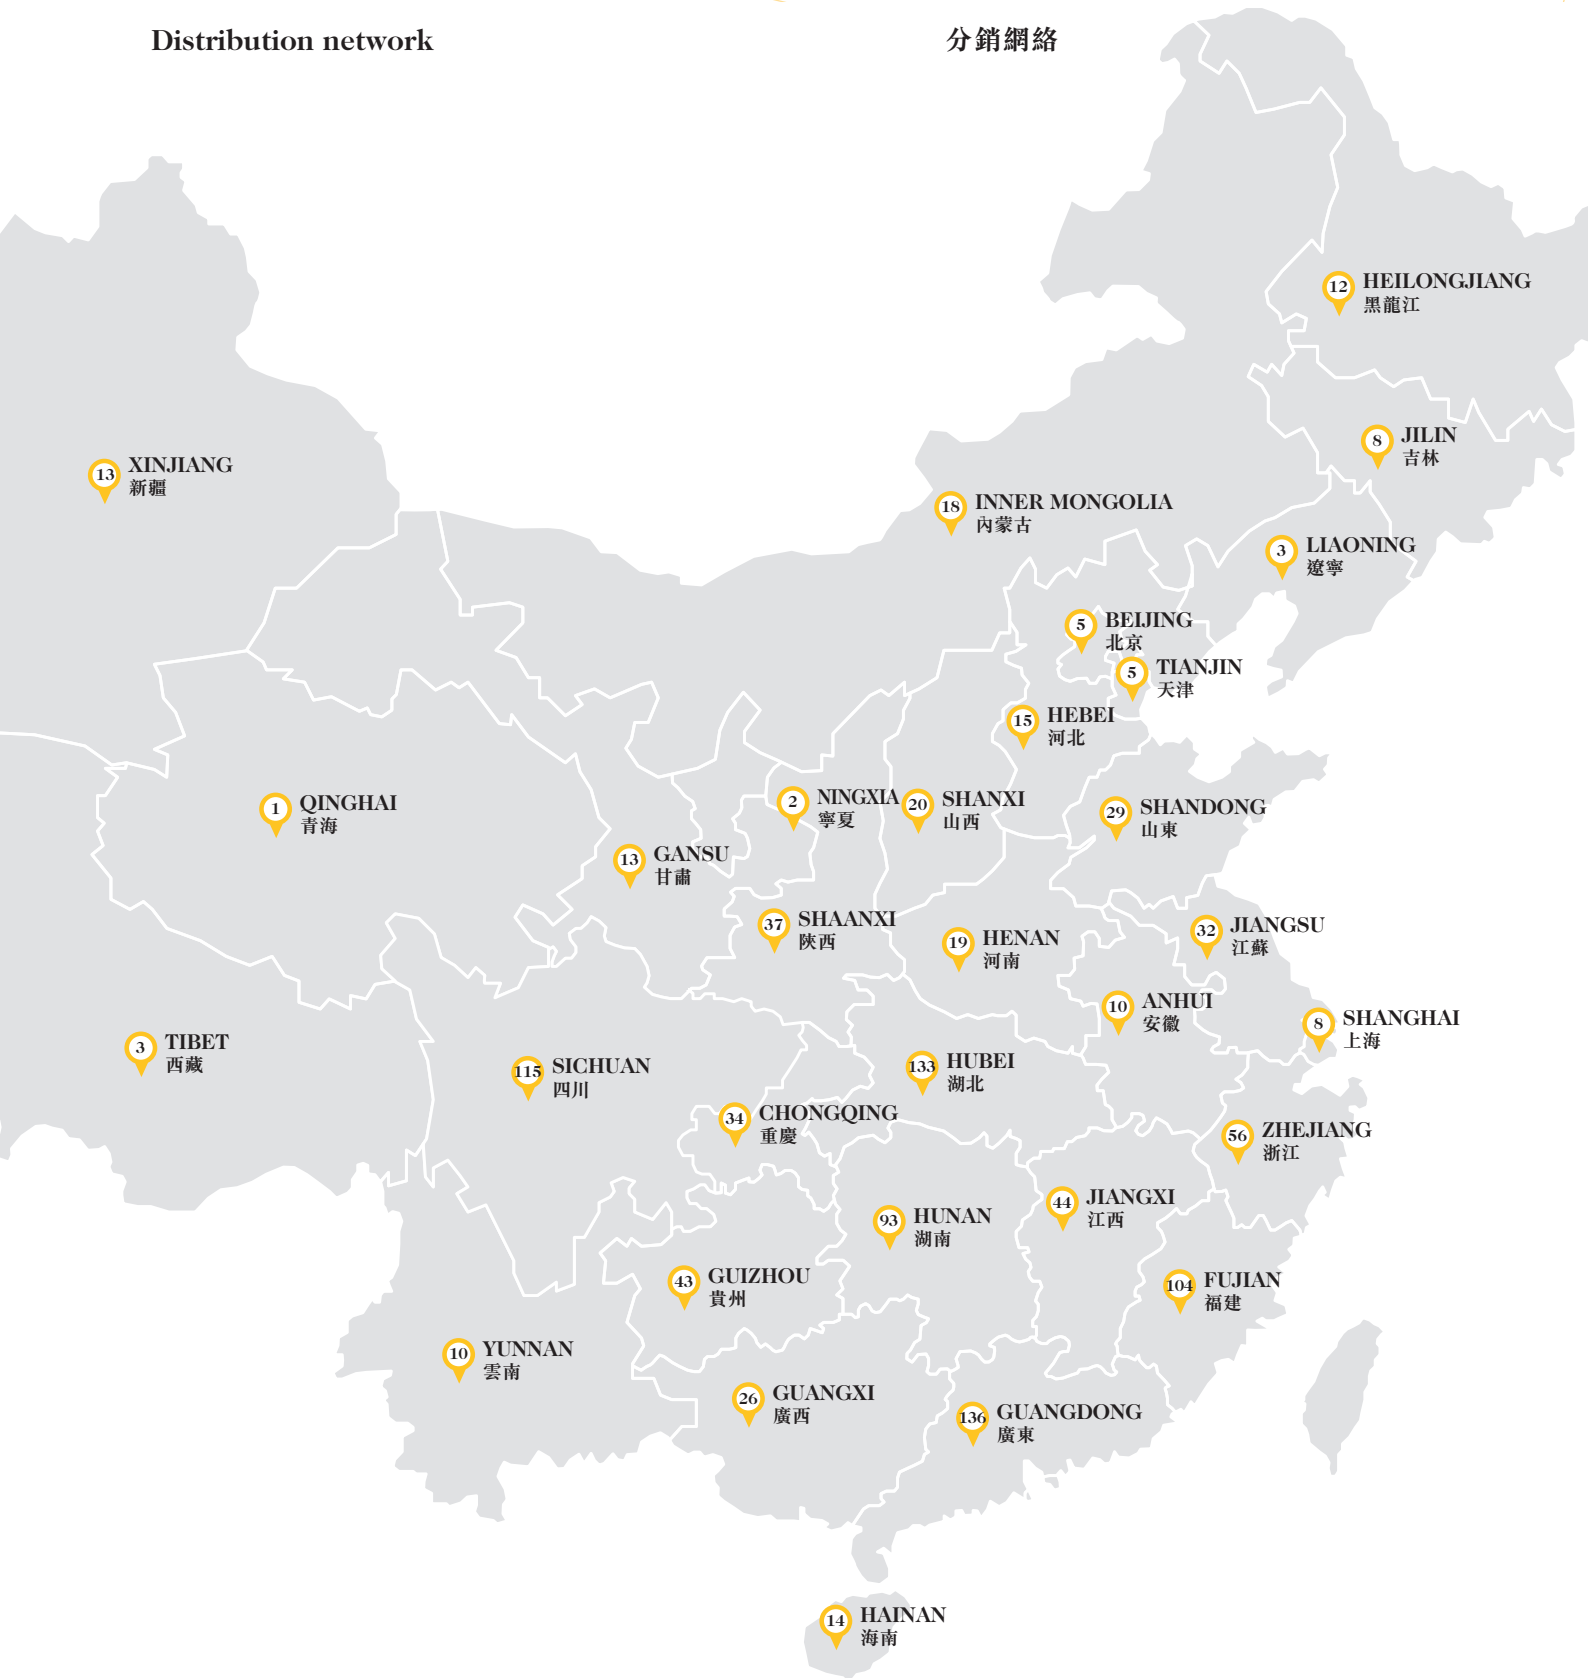 Distribution network
分銷網絡
12
HEILONGJIANG
黑龍江
8
JILIN
吉林
13
XINJIANG
新疆
18
INNER MONGOLIA
內蒙古
3
LIAONING
遼寧
5
BEIJING
北京
5
TIANJIN
天津
15
HEBEI
河北
1
QINGHAI
青海
2
NINGXIA
寧夏
20
SHANXI
山西
29
SHANDONG
山東
13
GANSU
甘肅
37
SHAANXI
陝西
19
HENAN
河南
32
JIANGSU
江蘇
10
ANHUI
安徽
8
SHANGHAI
上海
3
TIBET
西藏
115
SICHUAN
四川
133
HUBEI
湖北
34
CHONGQING
重慶
56
ZHEJIANG
浙江
44
JIANGXI
江西
93
HUNAN
湖南
43
GUIZHOU
貴州
104
FUJIAN
福建
10
YUNNAN
雲南
26
GUANGXI
廣西
136
GUANGDONG
廣東
14
HAINAN
海南